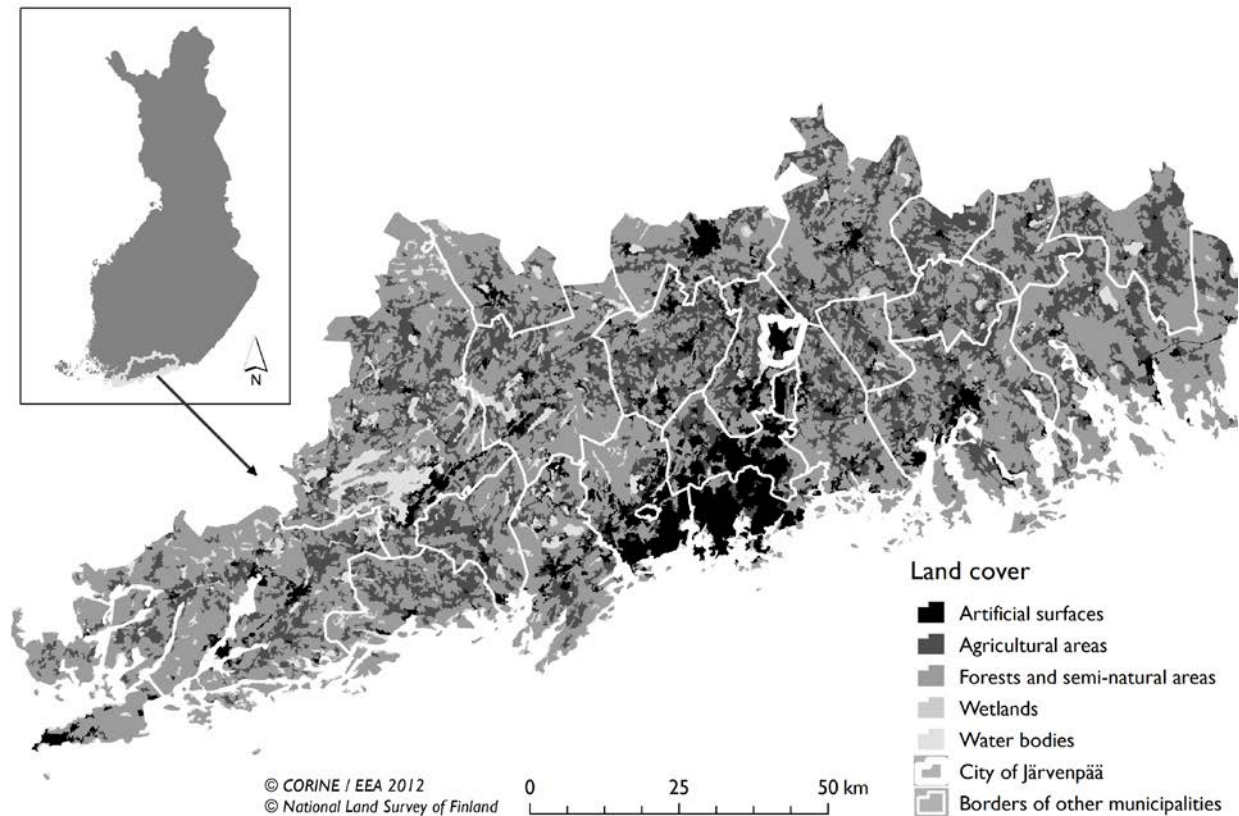 N
Land cover
Artificial surfaces
Agricultural areas
Forests and semi-natural areas
Wetlands
Water bodies
City of Järvenpää
Borders of other municipalities
© CORINE / EEA 2012
© National Land Survey of Finland
0 25 50 km